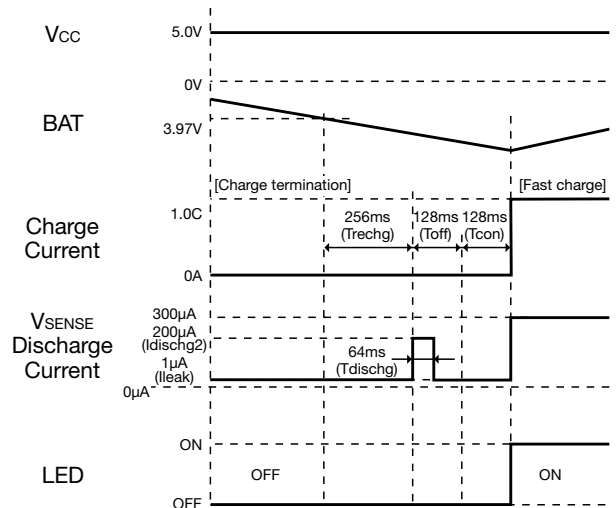 VCC
5.0V
0V
BAT
3.97V
[Charge termination]
[Fast charge]
Charge
Current
1.0C
256ms
(Trechg)
128ms
(Toff)
128ms
(Tcon)
0A
VSENSE
Discharge
Current
300µA
200µA
(Idischg2)
1µA
(Ileak)
0µA
64ms
(Tdischg)
LED
ON
OFF
ON
OFF